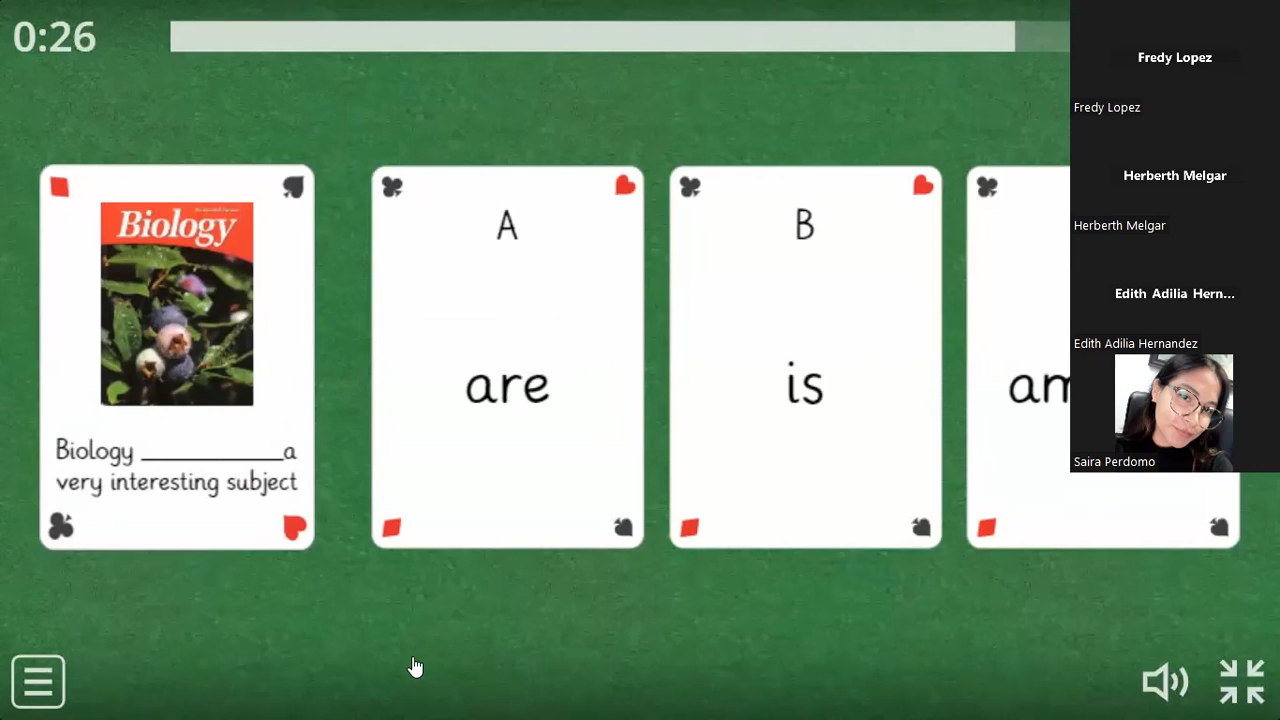 0:26
Biology
Biology ____________a
very interesting subject
A
are
B
is
Fredy Lopez
Fredy Lopez
Herberth Melgar
Herberth Melgar
Edith Adilia Hern...
Edith Adilia Hernandez
Saira Perdomo